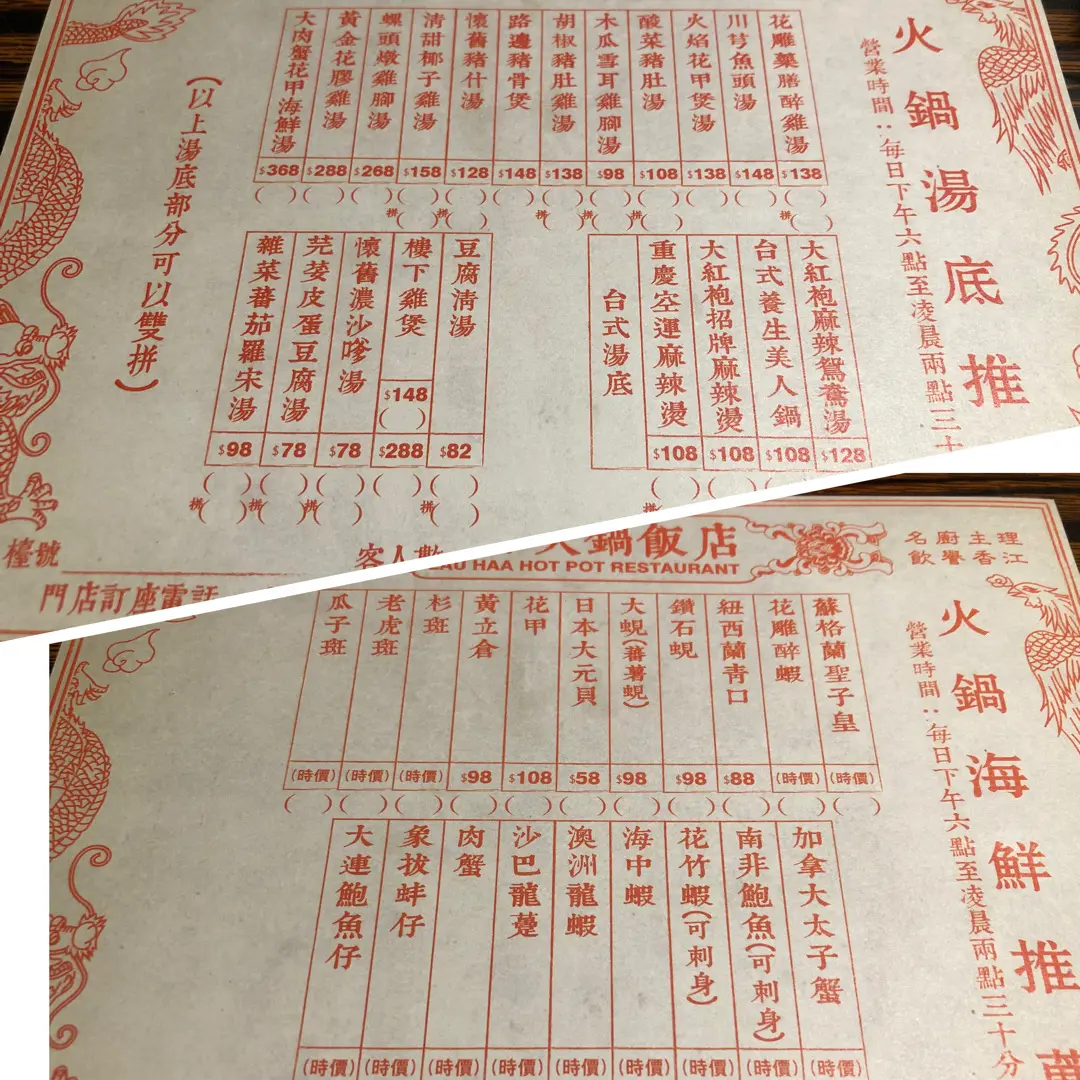 火鍋湯底推
營業時間：每日下午六點至凌晨兩點三十
花雕藥膳醉雞湯 $138
川芎魚頭湯 $148
火焰花甲煲湯 $138
酸菜豬肚湯 $108
木瓜雪耳雞腳湯 $98
胡椒豬肚雞湯 $138
路邊豬骨煲 $148
懷舊豬什湯 $128
清甜椰子雞湯 $158
螺頭燉雞腳湯 $268
黃金花膠雞湯 $288
大肉蟹花甲海鮮湯 $368
拼 拼 拼 拼 拼 拼
大紅袍麻辣鴛鴦湯 $128
台式養生美人鍋 $108
大紅袍招牌麻辣燙 $108
重慶空運麻辣燙 $108
台式湯底
豆腐清湯 $82
樓下雞煲 $148 $288
懷舊濃沙嗲湯 $78
芫荽皮蛋豆腐湯 $78
雜菜蕃茄羅宋湯 $98
拼 拼 拼 拼
(以上湯底部分可以雙拼)
檯號
客人數
門店訂座電話
火鍋飯店
HAA HOT POT RESTAURANT
名廚主理
飲譽香江
火鍋海鮮推
營業時間：每日下午六點至凌晨兩點三十分
蘇格蘭聖子皇 (時價)
花雕醉蝦 (時價)
紐西蘭青口 $88
鑽石蜆 $98
大蜆(蕃薯蜆) $98
日本大元貝 $58
花甲 $108
黃立倉 $98
杉斑 (時價)
老虎斑 (時價)
瓜子斑 (時價)
加拿大太子蟹 (時價)
南非鮑魚(可刺身) (時價)
花竹蝦(可刺身) (時價)
海中蝦 (時價)
澳洲龍蝦 (時價)
沙巴龍躉 (時價)
肉蟹 (時價)
象拔蚌仔 (時價)
大連鮑魚仔 (時價)